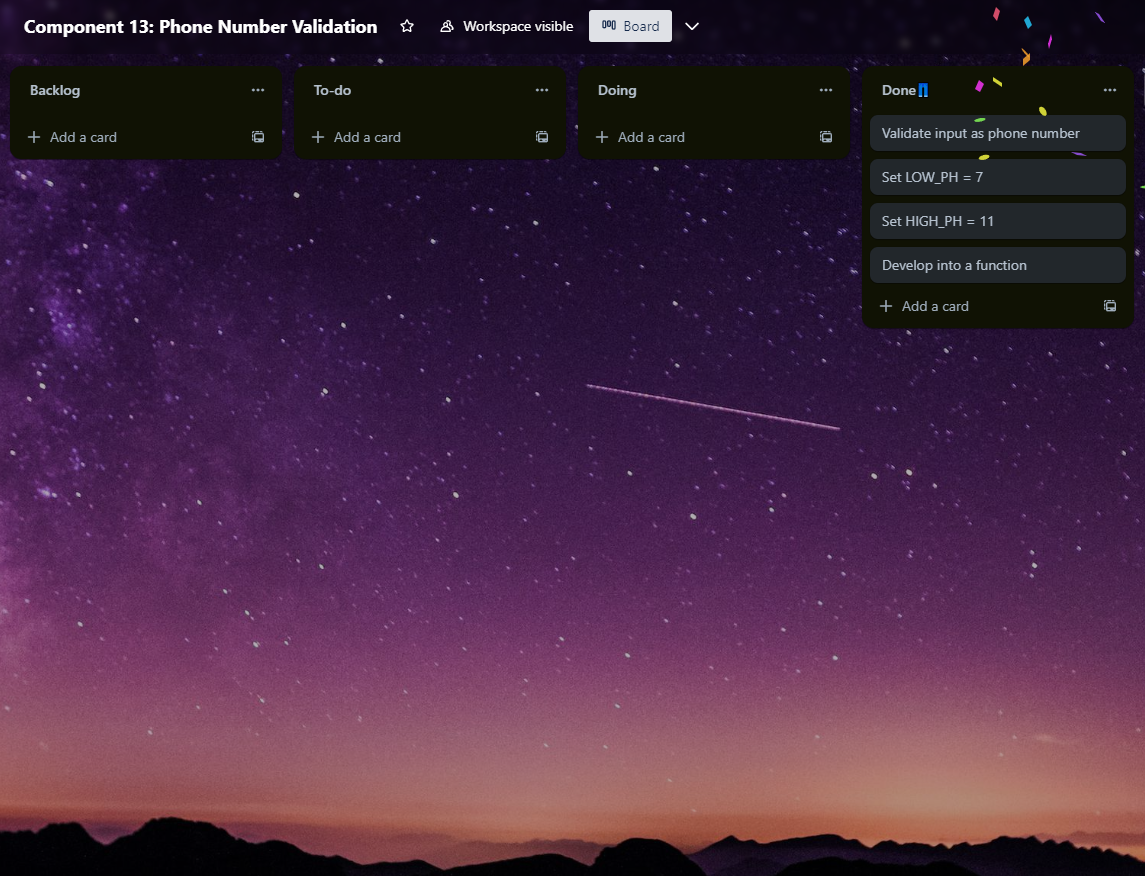 Component 13: Phone Number Validation
Workspace visible
Board
Backlog
Add a card
To-do
Add a card
Doing
Add a card
Done👖
Validate input as phone number
Set LOW_PH = 7
Set HIGH_PH = 11
Develop into a function
Add a card